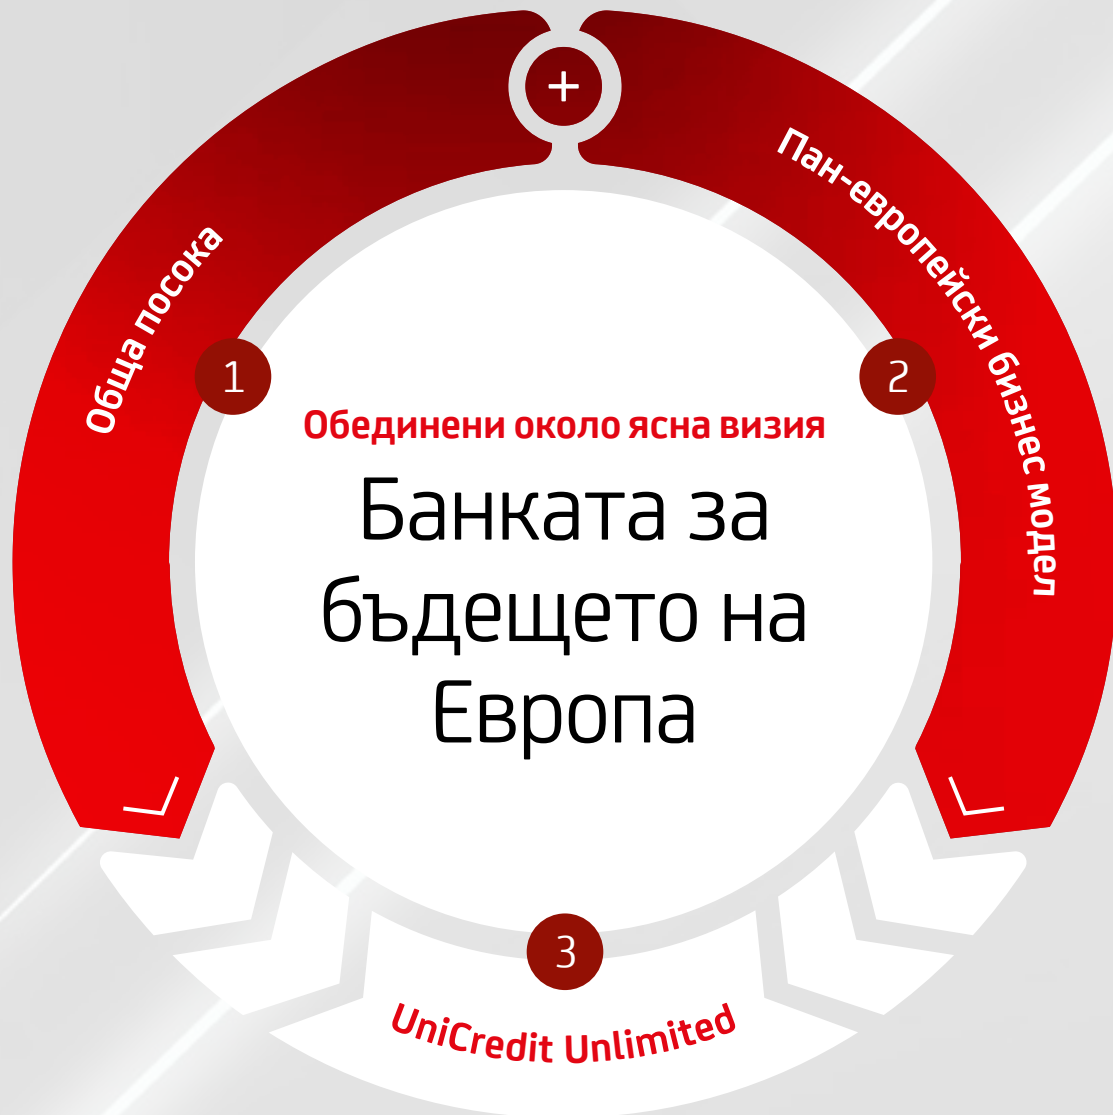 +
Обща посока
1
Пан-европейски бизнес модел
2
Обединени около ясна визия
Банката за
бъдещето на
Европа
3
UniCredit Unlimited